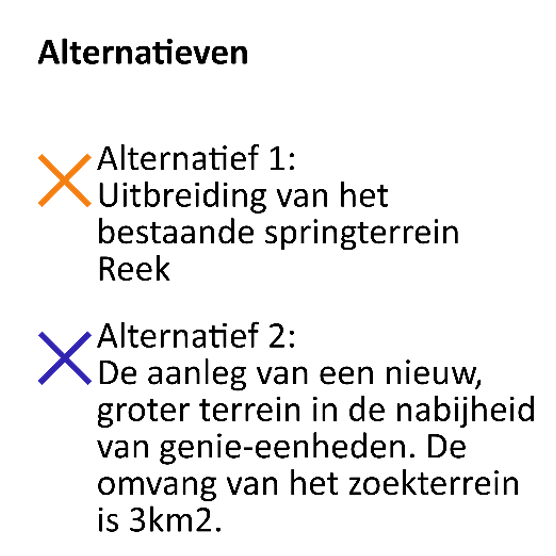 Alternatieven
Alternatief 1:
Uitbreiding van het
bestaande springterrein
Reek
Alternatief 2:
De aanleg van een nieuw,
groter terrein in de nabijheid
van genie-eenheden. De
omvang van het zoekterrein
is 3km2.